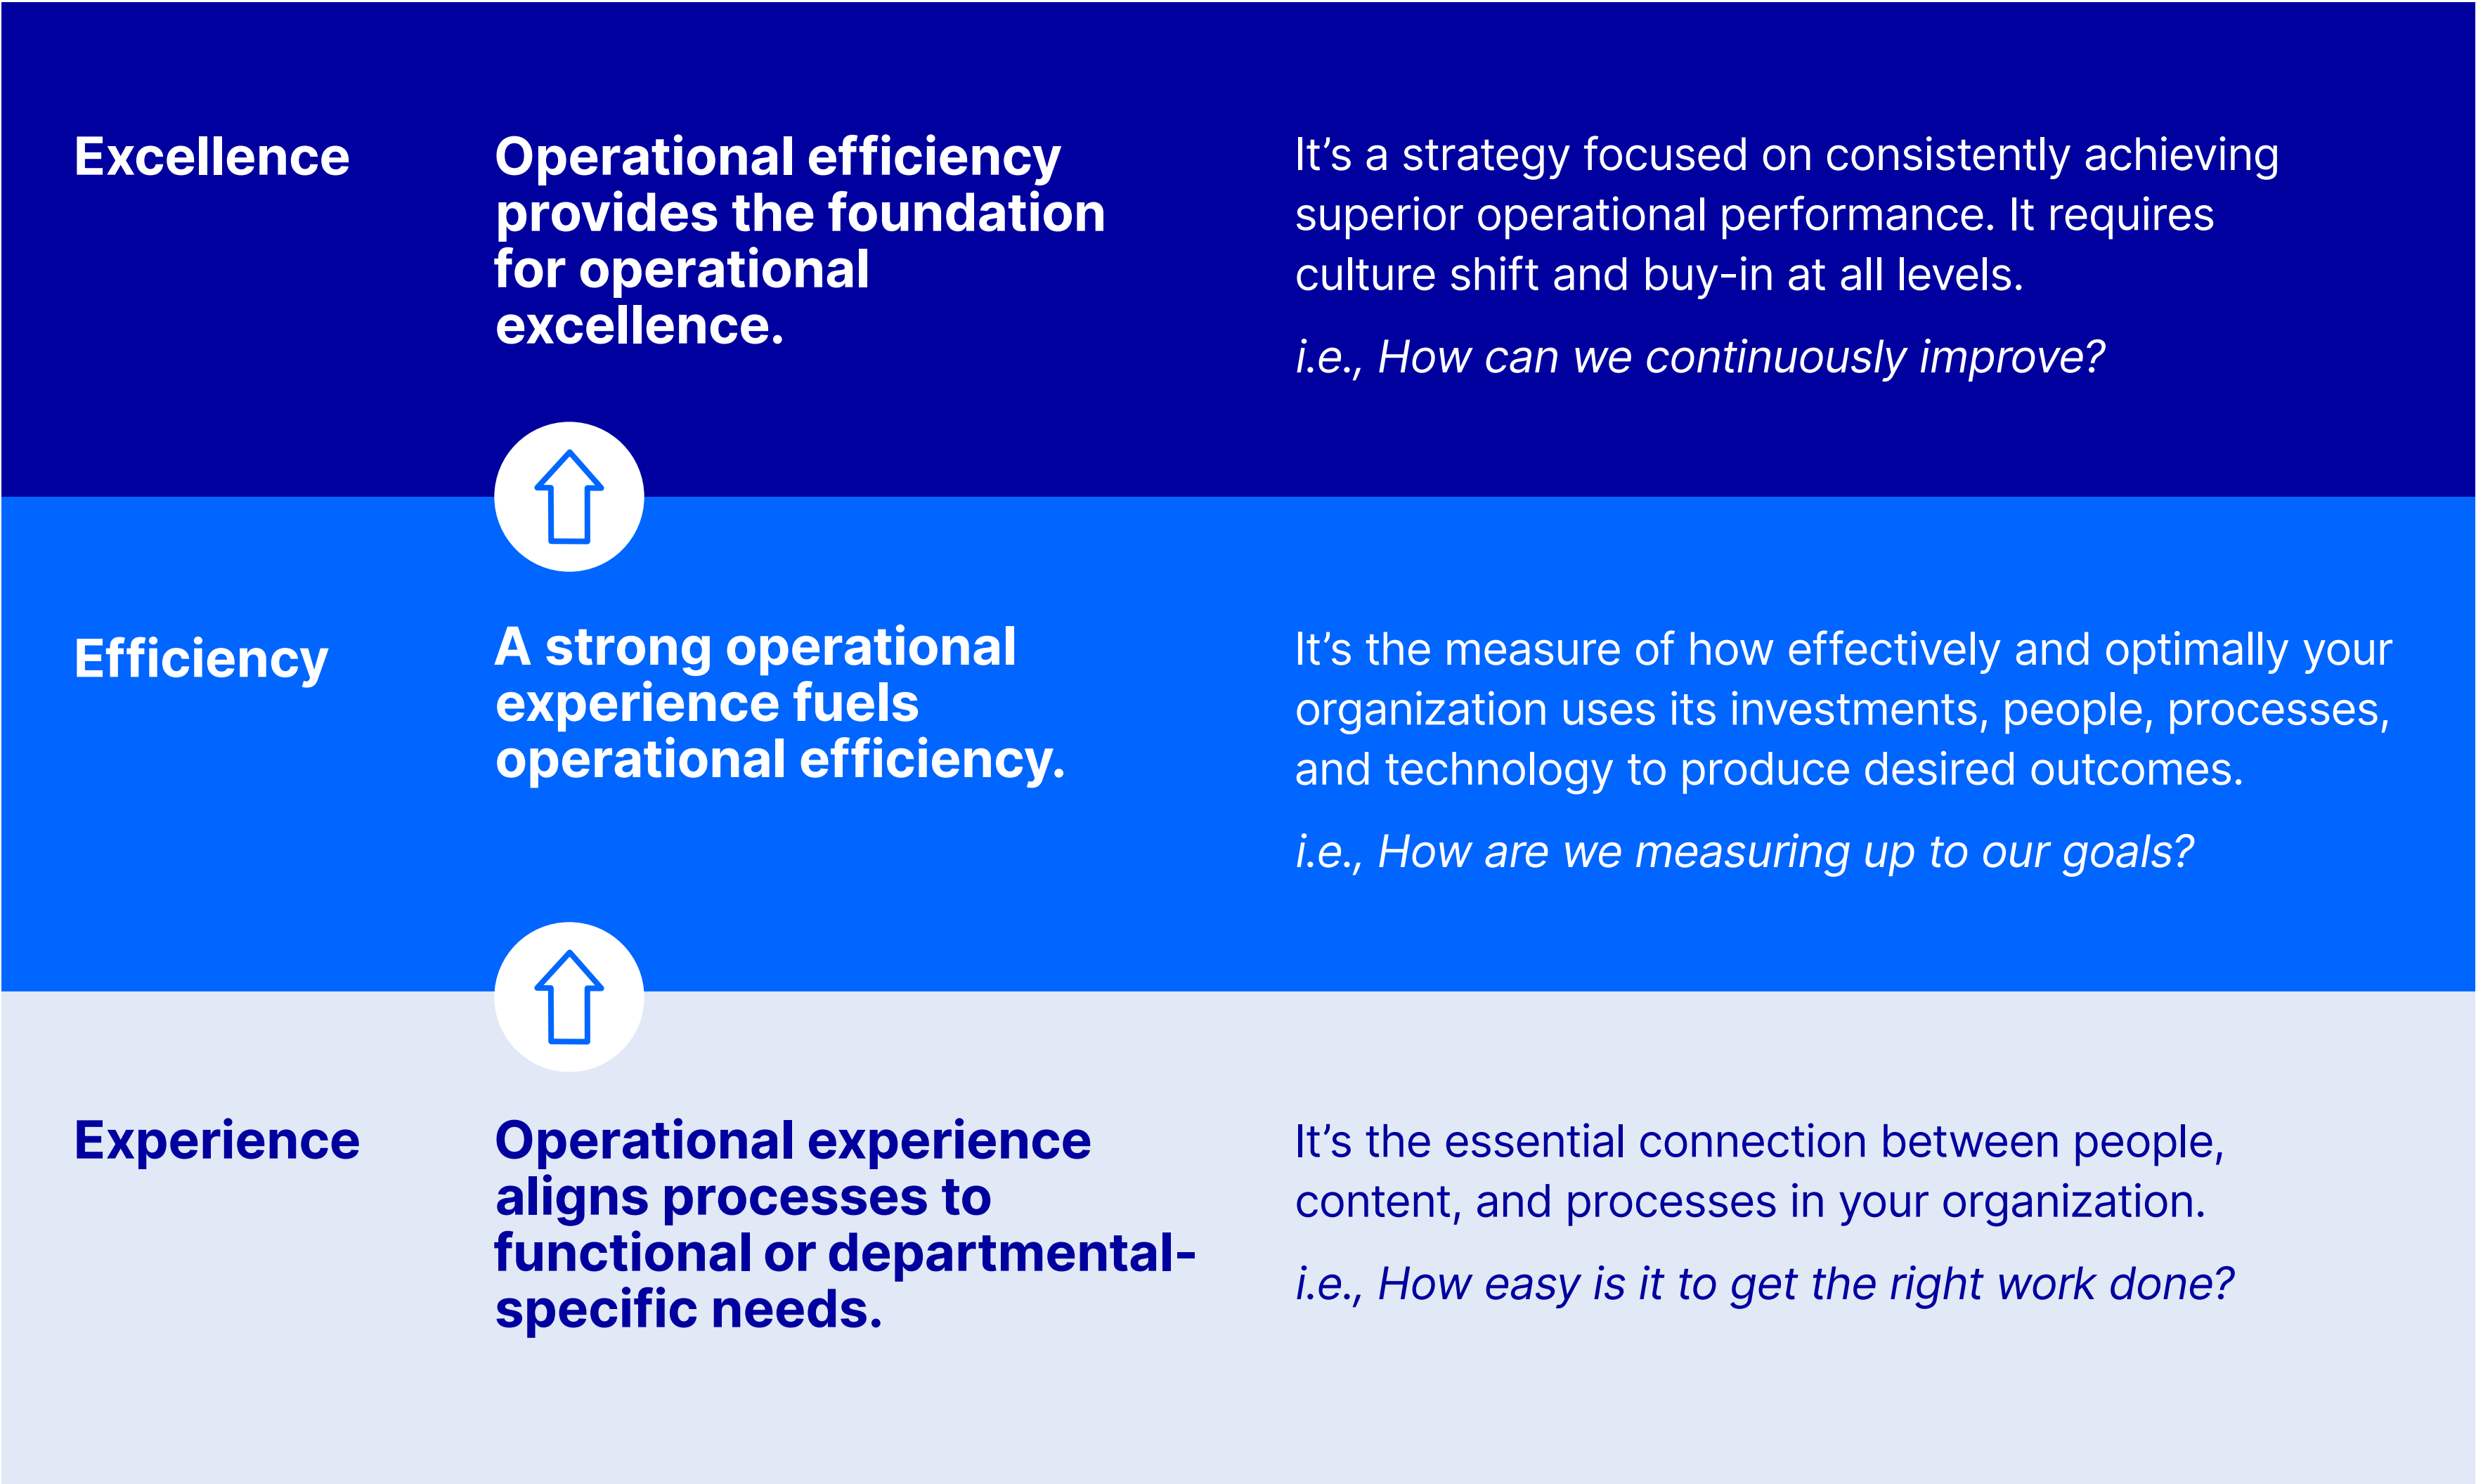 Excellence
Operational efficiency
provides the foundation
for operational
excellence.
It’s a strategy focused on consistently achieving
superior operational performance. It requires
culture shift and buy-in at all levels.
i.e., How can we continuously improve?
Efficiency
A strong operational
experience fuels
operational efficiency.
It’s the measure of how effectively and optimally your
organization uses its investments, people, processes,
and technology to produce desired outcomes.
i.e., How are we measuring up to our goals?
Experience
Operational experience
aligns processes to
functional or departmental-
specific needs.
It’s the essential connection between people,
content, and processes in your organization.
i.e., How easy is it to get the right work done?